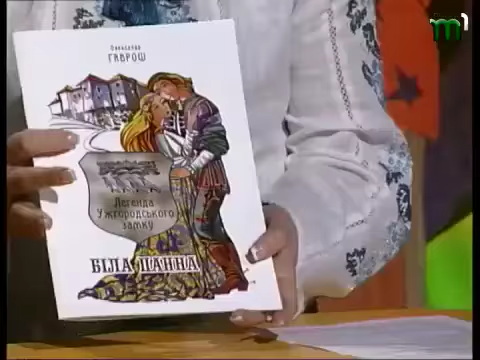 Олександр
ГАВРОШ
Легенда
Ужгородського
замку
БІЛА ПАННА